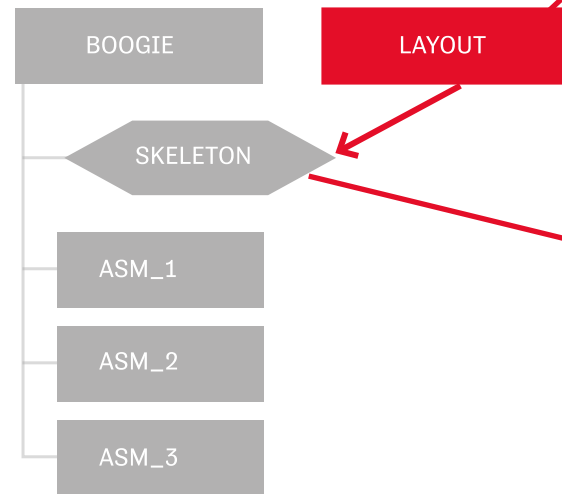 BOOGIE
LAYOUT
SKELETON
ASM_1
ASM_2
ASM_3